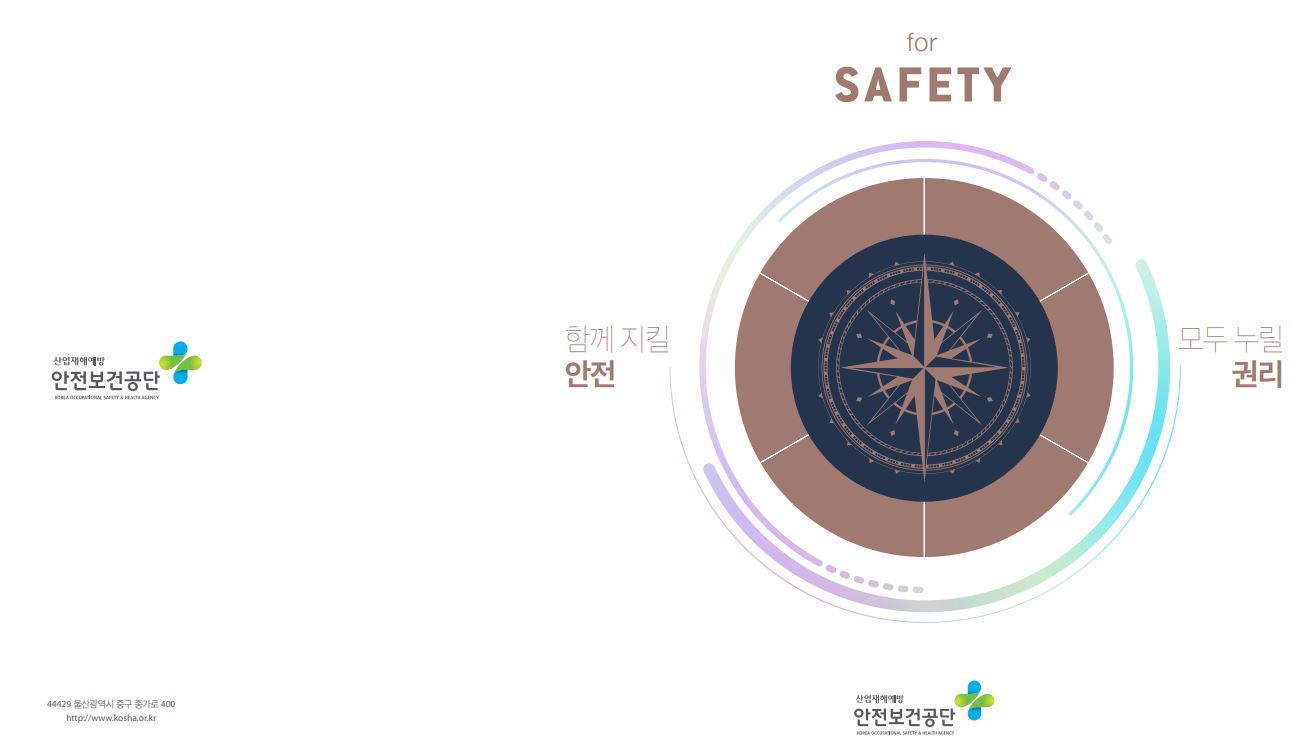 for
SAFETY
함께 지킬
안전
모두 누릴
권리
산업재해예방
안전보건공단
KOREA OCCUPATIONAL SAFETY & HEALTH AGENCY
44429 울산광역시 중구 종가로 400
http://www.kosha.or.kr
산업재해예방
안전보건공단
KOREA OCCUPATIONAL SAFETY & HEALTH AGENCY